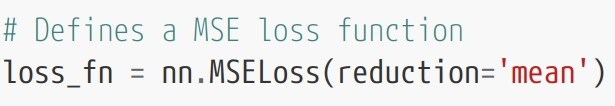 # Defines a MSE loss function
loss_fn = nn.MSELoss(reduction='mean')